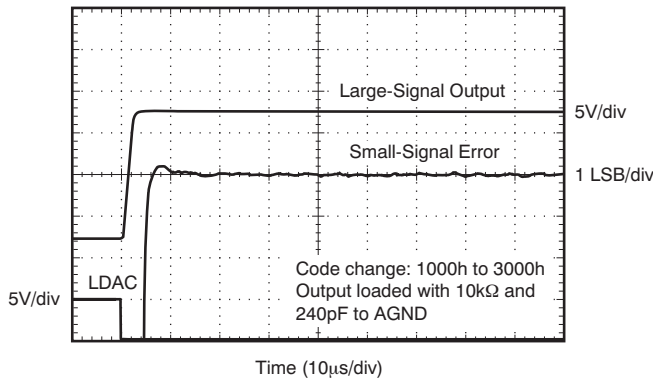 Large-Signal Output
5V/div
Small-Signal Error
1 LSB/div
LDAC
5V/div
Code change: 1000h to 3000h
Output loaded with 10kΩ and
240pF to AGND
Time (10μs/div)